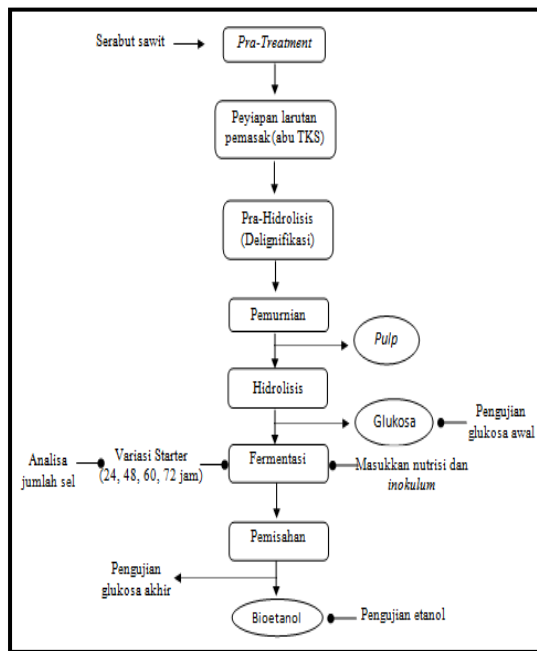 Serabut sawit
Pra-Treatment
Peyiapan larutan
pemasak (abu TKS)
Pra-Hidrolisis
(Delignifikasi)
Pemurnian
Pulp
Hidrolisis
Glukosa
Pengujian
glukosa awal
Analisa
jumlah sel
Variasi Starter
(24, 48, 60, 72 jam)
Fermentasi
Masukkan nutrisi dan
inokulum
Pemisahan
Pengujian
glukosa akhir
Bioetanol
Pengujian etanol